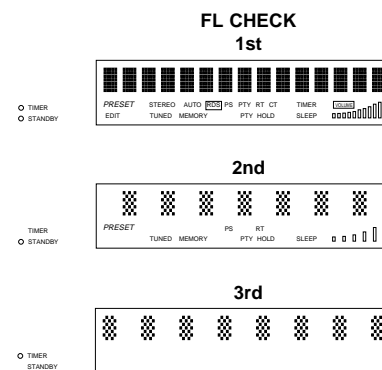 FL CHECK
1st
PRESET STEREO AUTO RDS PS PTY RT CT TIMER VOLUME
TIMER
EDIT TUNED MEMORY PTY HOLD SLEEP
STANDBY
2nd
PRESET PS RT
TIMER
TUNED MEMORY PTY HOLD SLEEP
STANDBY
3rd
TIMER
STANDBY